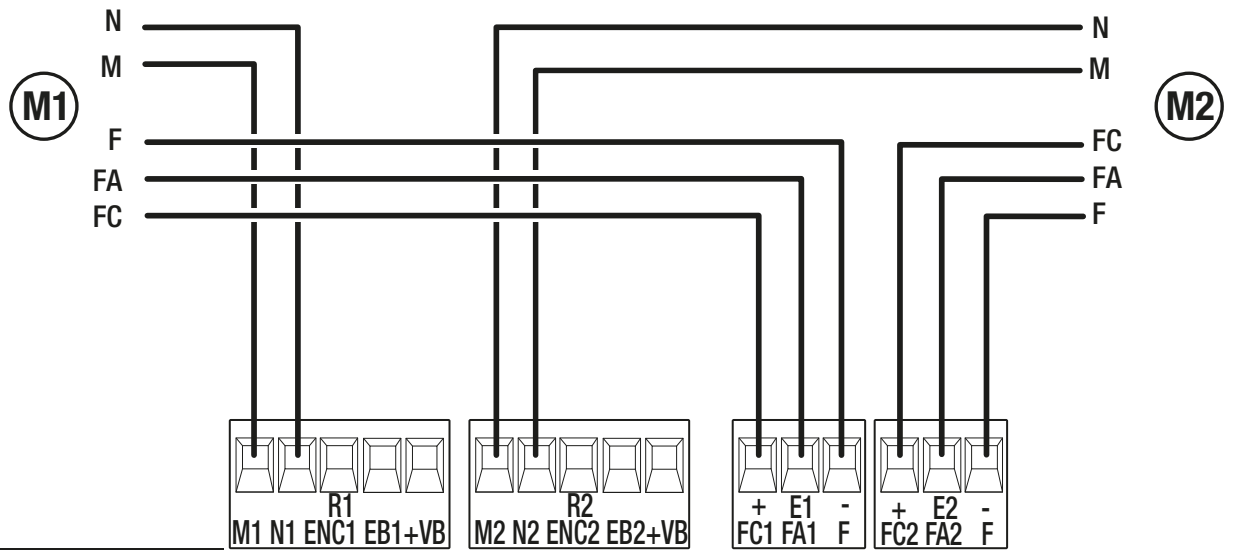 N
M
M1
F
FA
FC
N
M
M2
FC
FA
F
R1
M1 N1 ENC1 EB1+VB
R2
M2 N2 ENC2 EB2+VB
+ E1 -
FC1 FA1 F
+ E2 -
FC2 FA2 F